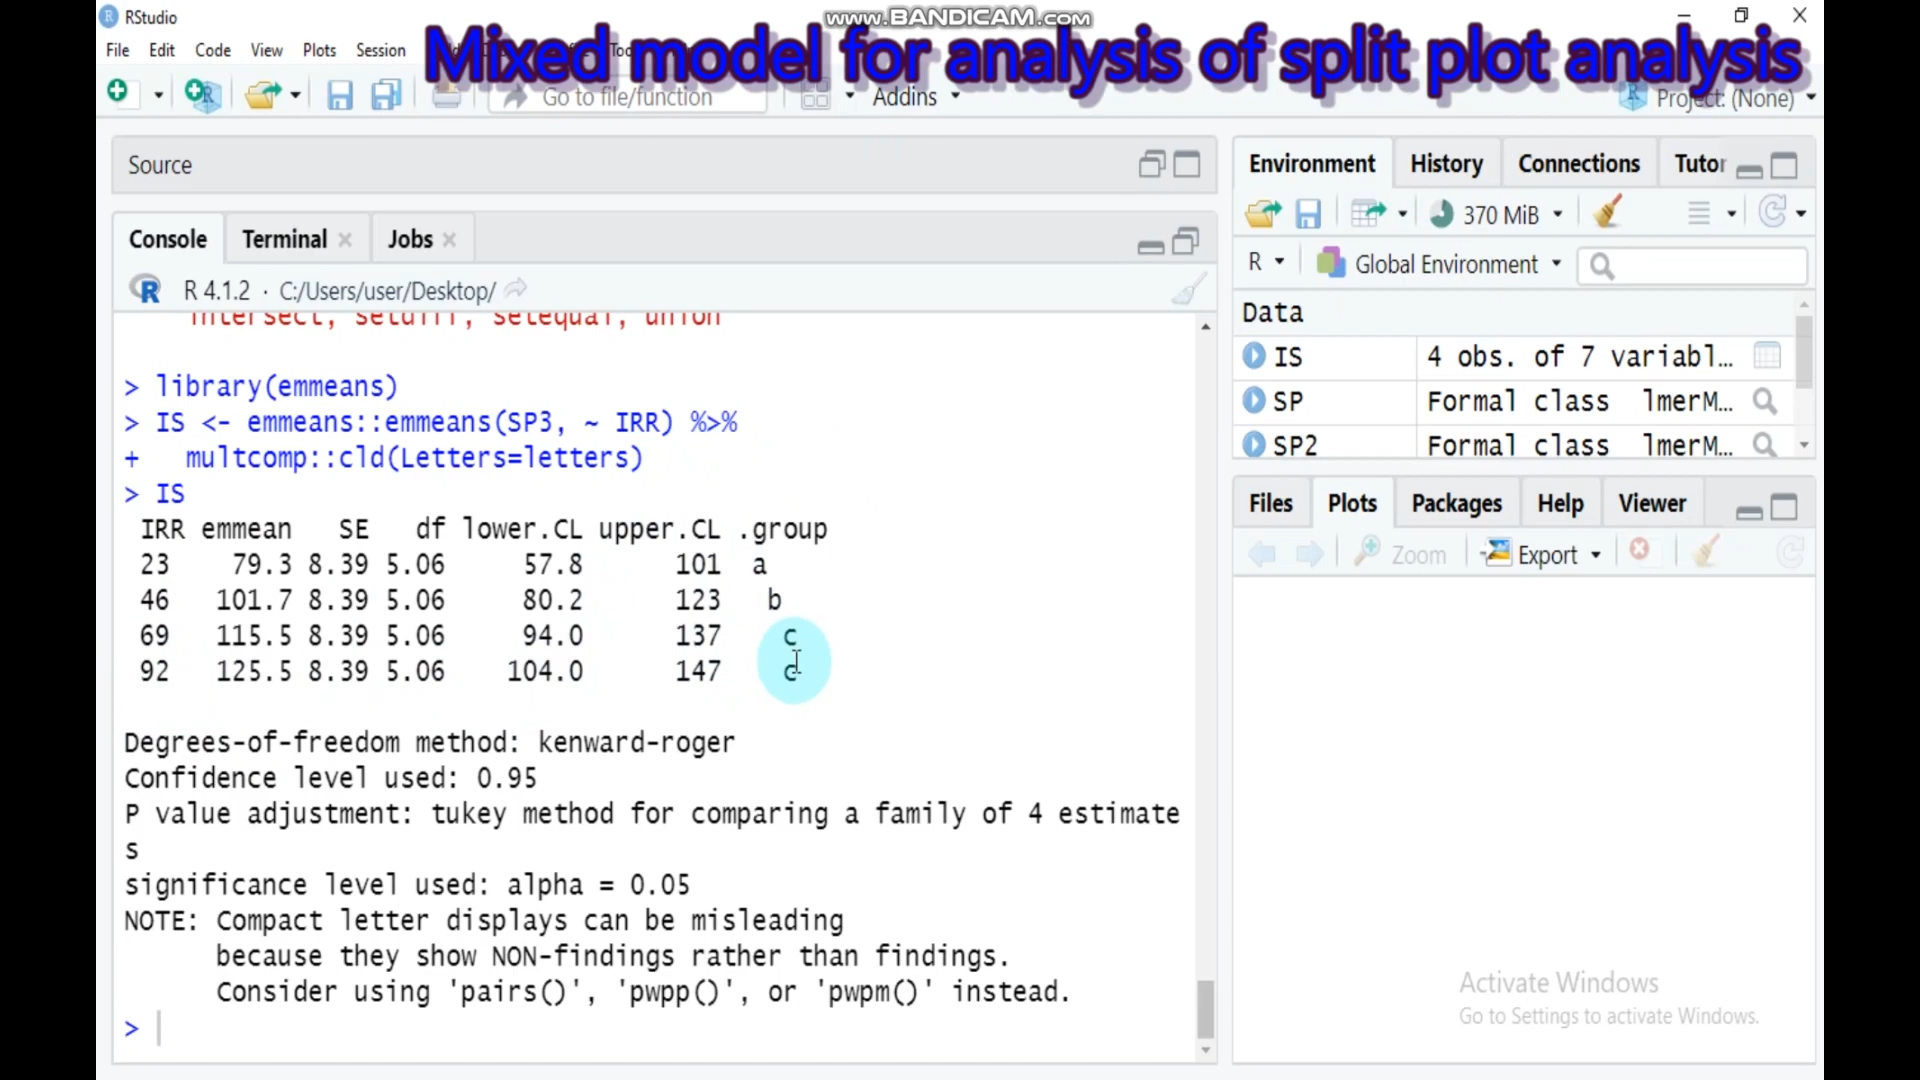 RStudio
www.BANDICAM.com
File Edit Code View Plots Session
Mixed model for analysis of split plot analysis
Go to file/function
Addins
Project: (None)
Source
Environment History Connections Tutor
370 MiB
Console Terminal Jobs
R Global Environment
R 4.1.2 · C:/Users/user/Desktop/
Data
IS 4 obs. of 7 variabl…
SP Formal class lmerM…
SP2 Formal class lmerM…
intersect, setdiff, setequal, union
> library(emmeans)
> IS <- emmeans::emmeans(SP3, ~ IRR) %>%
+ multcomp::cld(Letters=letters)
> IS
IRR emmean SE df lower.CL upper.CL .group
23 79.3 8.39 5.06 57.8 101 a
46 101.7 8.39 5.06 80.2 123 b
69 115.5 8.39 5.06 94.0 137 c
92 125.5 8.39 5.06 104.0 147 c
Degrees-of-freedom method: kenward-roger
Confidence level used: 0.95
P value adjustment: tukey method for comparing a family of 4 estimate
s
significance level used: alpha = 0.05
NOTE: Compact letter displays can be misleading
because they show NON-findings rather than findings.
Consider using 'pairs()', 'pwpp()', or 'pwpm()' instead.
>
Files Plots Packages Help Viewer
Zoom Export
Activate Windows
Go to Settings to activate Windows.